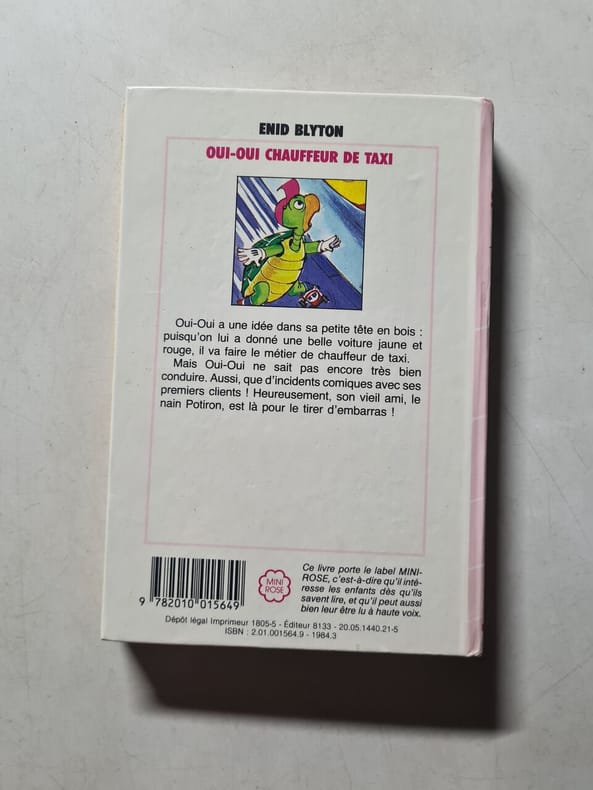 ENID BLYTON
OUI-OUI CHAUFFEUR DE TAXI
Oui-Oui a une idée dans sa petite tête en bois :
puisqu'on lui a donné une belle voiture jaune et
rouge, il va faire le métier de chauffeur de taxi.
Mais Oui-Oui ne sait pas encore très bien
conduire. Aussi, que d'incidents comiques avec ses
premiers clients ! Heureusement, son vieil ami, le
nain Potiron, est là pour le tirer d'embarras !
9 782010 015649
MINI
ROSE
Ce livre porte le label MINI-
ROSE, c'est-à-dire qu'il inté-
resse les enfants dès qu'ils
savent lire, et qu'il peut aussi
bien leur être lu à haute voix.
Dépôt légal Imprimeur 1805-5 - Éditeur 8133 - 20.05.1440.21-5
ISBN : 2.01.001564.9 - 1984.3